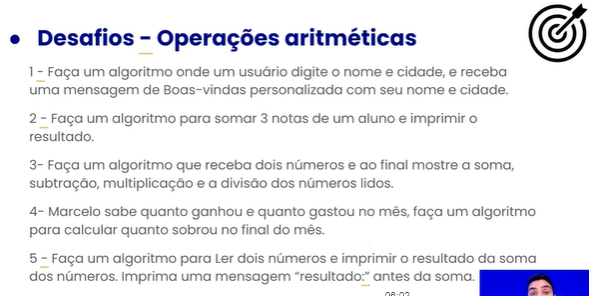 • Desafios - Operações aritméticas
1 - Faça um algoritmo onde um usuário digite o nome e cidade, e receba
uma mensagem de Boas-vindas personalizada com seu nome e cidade.
2 - Faça um algoritmo para somar 3 notas de um aluno e imprimir o
resultado.
3- Faça um algoritmo que receba dois números e ao final mostre a soma,
subtração, multiplicação e a divisão dos números lidos.
4- Marcelo sabe quanto ganhou e quanto gastou no mês, faça um algoritmo
para calcular quanto sobrou no final do mês.
5 - Faça um algoritmo para Ler dois números e imprimir o resultado da soma
dos números. Imprima uma mensagem “resultado:” antes da soma.